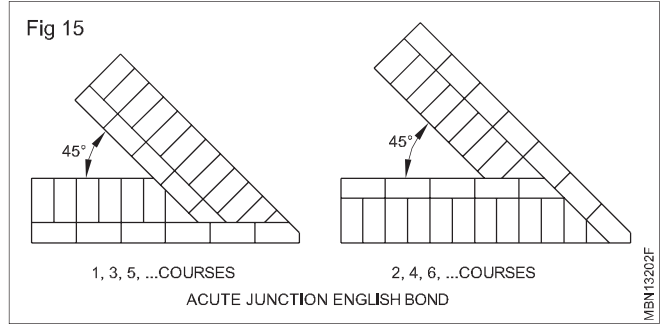 Fig 15
45°
45°
1, 3, 5, ...COURSES
2, 4, 6, ...COURSES
ACUTE JUNCTION ENGLISH BOND
MBN13202F